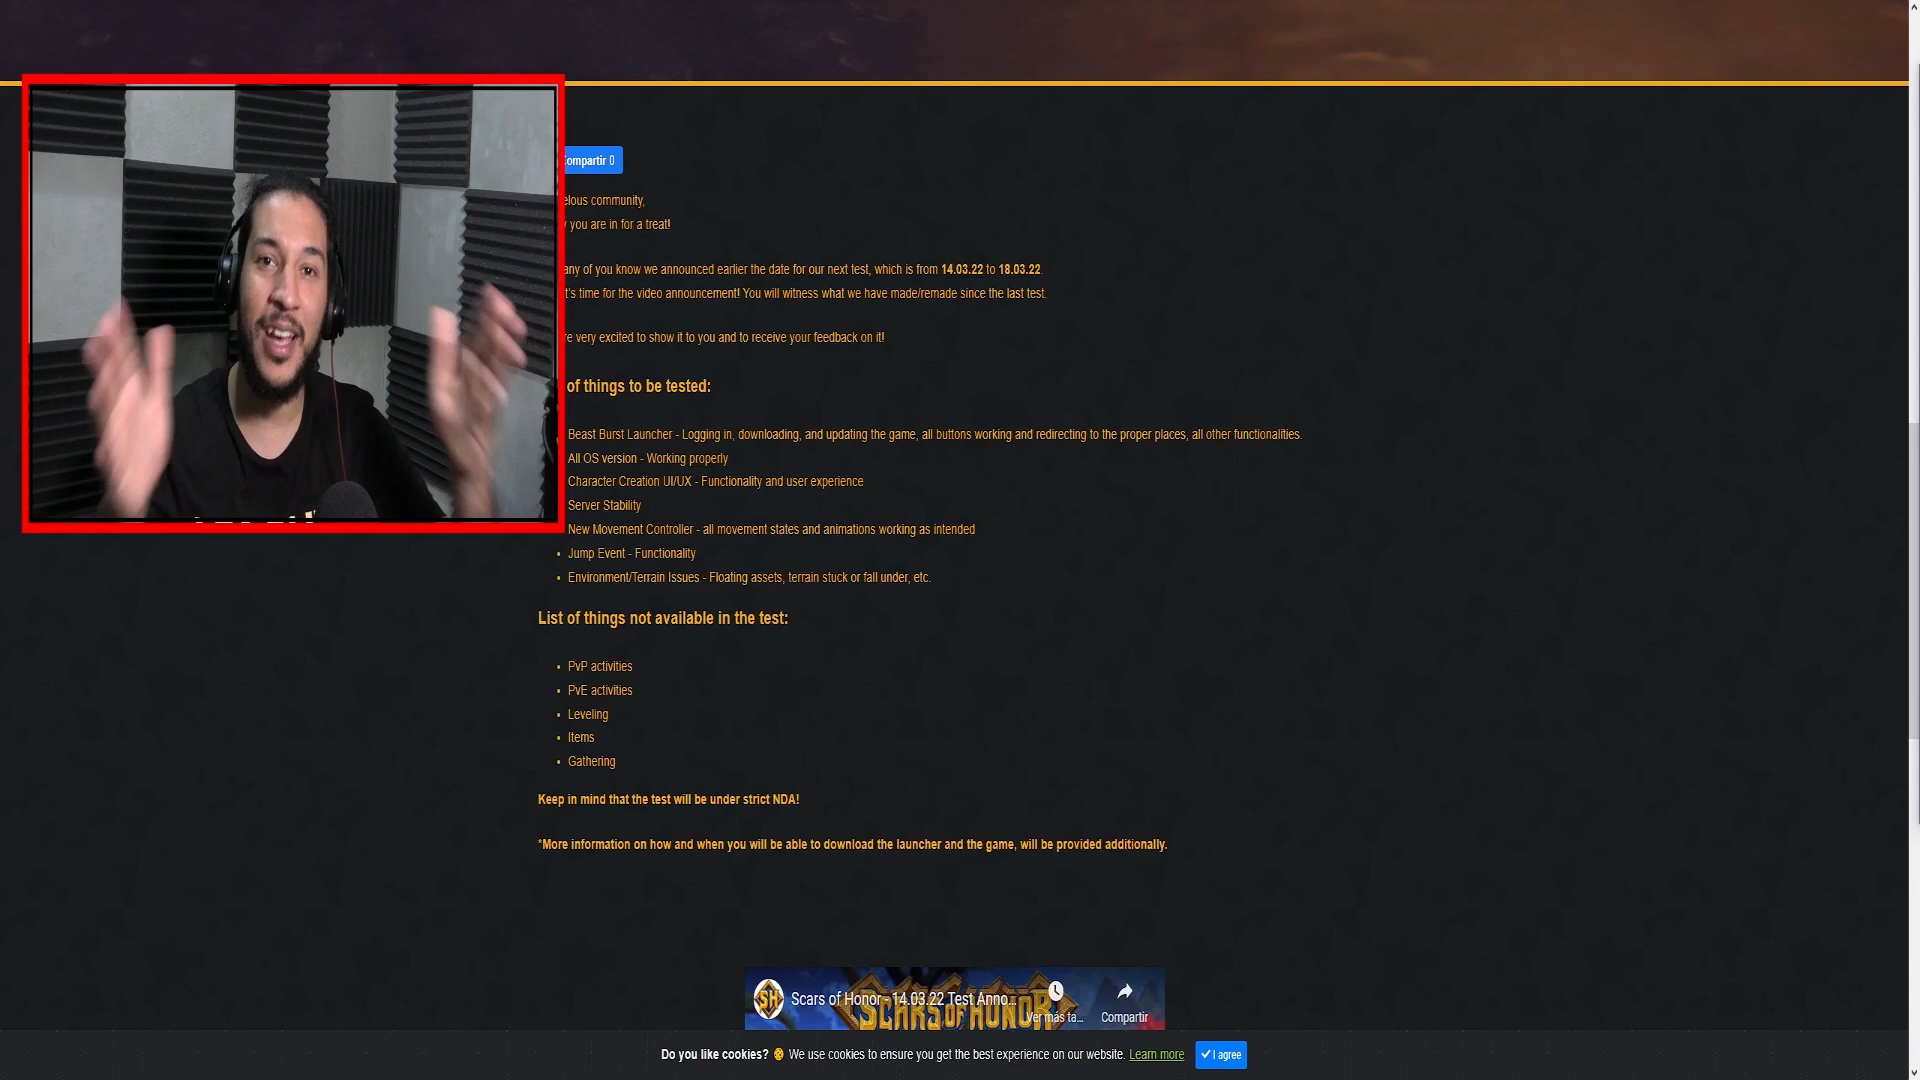 Compartir 0
elous community,
you are in for a treat!
any of you know we announced earlier the date for our next test, which is from 14.03.22 to 18.03.22.
t's time for the video announcement! You will witness what we have made/remade since the last test.
re very excited to show it to you and to receive your feedback on it!
of things to be tested:
Beast Burst Launcher - Logging in, downloading, and updating the game, all buttons working and redirecting to the proper places, all other functionalities.
All OS version - Working properly
Character Creation UI/UX - Functionality and user experience
Server Stability
New Movement Controller - all movement states and animations working as intended
• Jump Event - Functionality
• Environment/Terrain Issues - Floating assets, terrain stuck or fall under, etc.
List of things not available in the test:
• PvP activities
• PvE activities
• Leveling
• Items
• Gathering
Keep in mind that the test will be under strict NDA!
*More information on how and when you will be able to download the launcher and the game, will be provided additionally.
SH Scars of Honor - 14.03.22 Test Anno...
Ver más ta... Compartir
SCARS OF HONOR
Do you like cookies? 🍪 We use cookies to ensure you get the best experience on our website. Learn more ✓ I agree